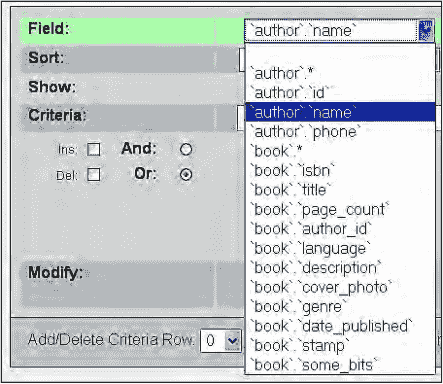 Field: `author`.`name`
Sort:
Show:
Criteria:
Ins: And:
Del: Or:
Modify:
Add/Delete Criteria Row: 0
`author`.*
`author`.`id`
`author`.`name`
`author`.`phone`
`book`.*
`book`.`isbn`
`book`.`title`
`book`.`page_count`
`book`.`author_id`
`book`.`language`
`book`.`description`
`book`.`cover_photo`
`book`.`genre`
`book`.`date_published`
`book`.`stamp`
`book`.`some_bits`